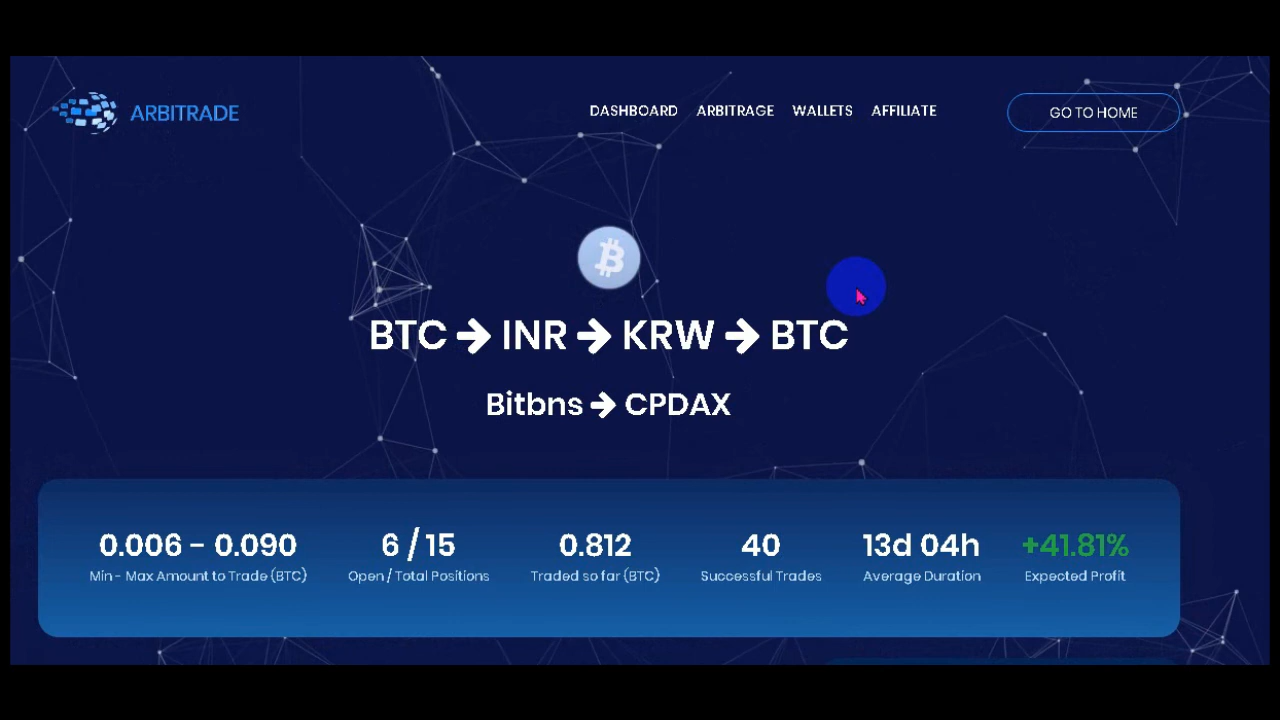 ARBITRADE
DASHBOARD ARBITRAGE WALLETS AFFILIATE
GO TO HOME
BTC → INR → KRW → BTC
Bitbns → CPDAX
0.006 - 0.090 6 / 15 0.812 40 13d 04h +41.81%
Min - Max Amount to Trade (BTC) Open / Total Positions Traded so far (BTC) Successful Trades Average Duration Expected Profit